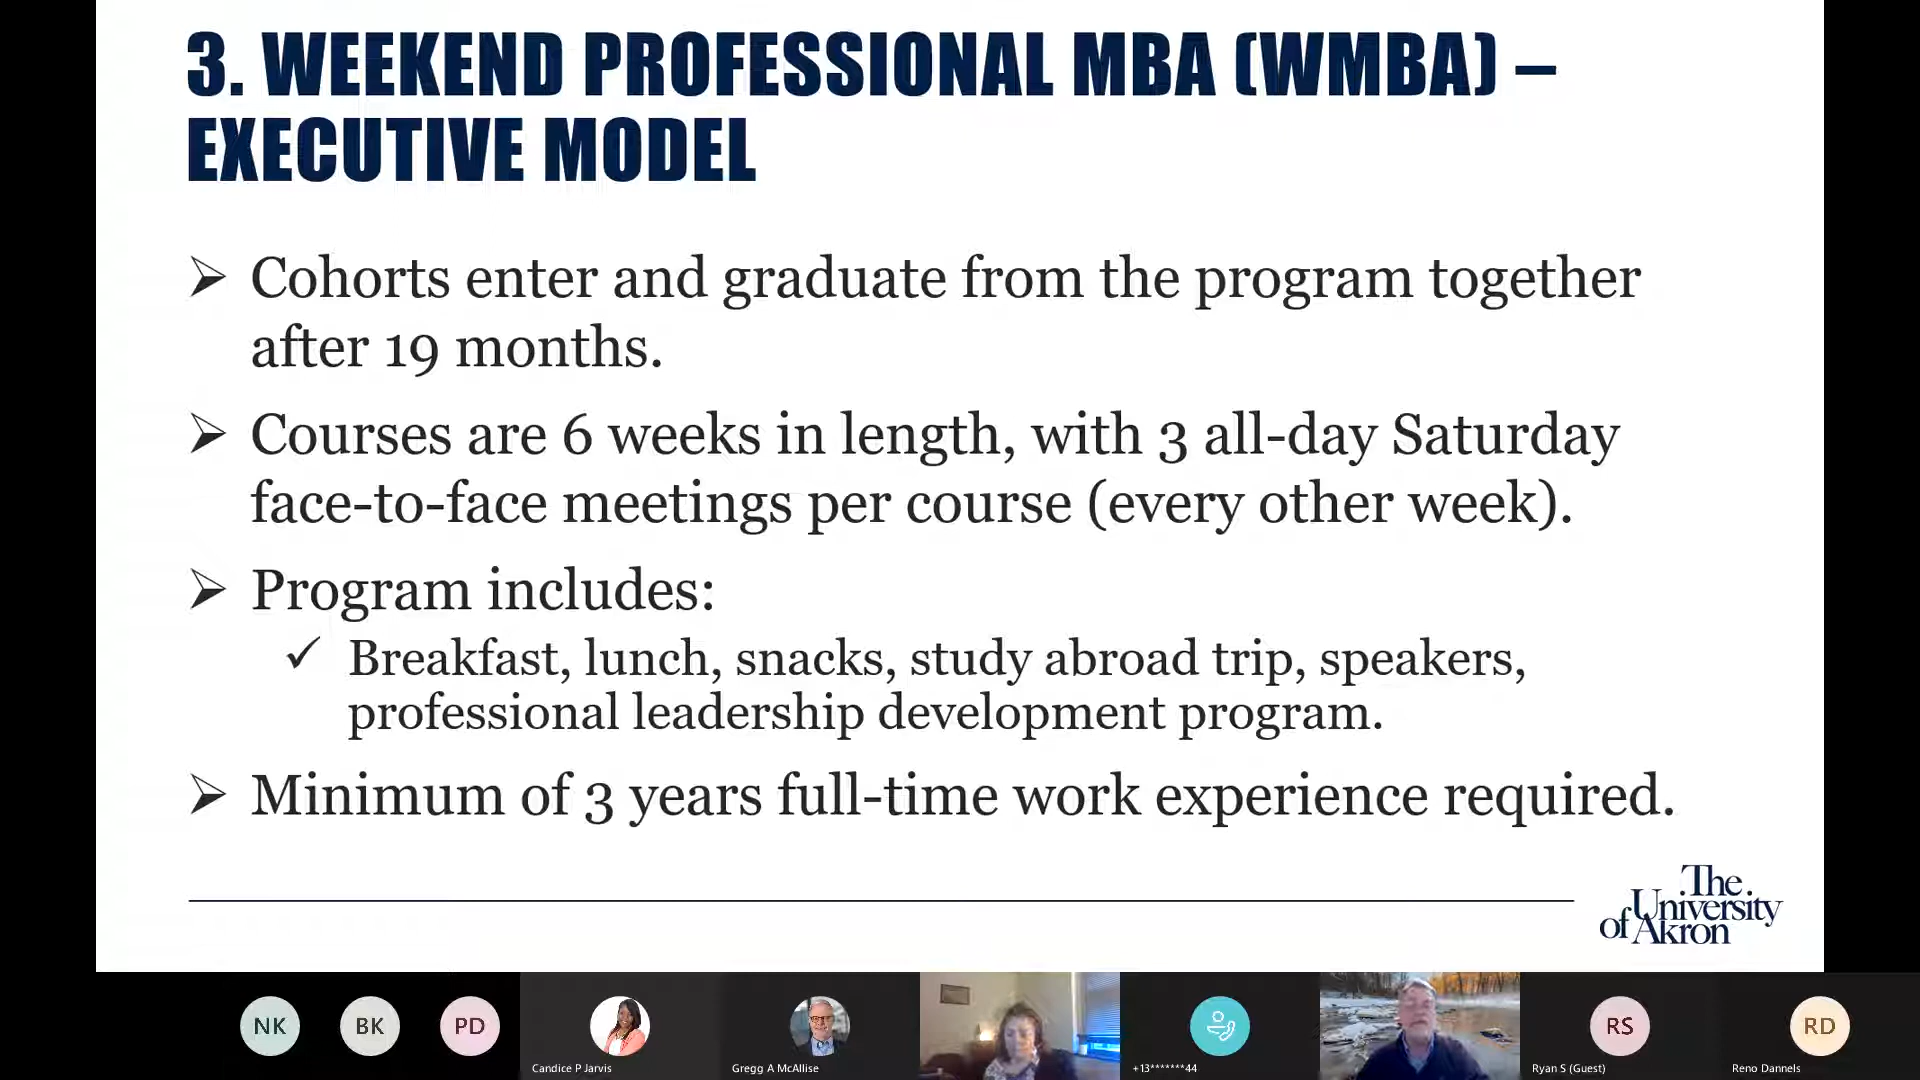 3. WEEKEND PROFESSIONAL MBA (WMBA) –
EXECUTIVE MODEL
Cohorts enter and graduate from the program together
after 19 months.
Courses are 6 weeks in length, with 3 all-day Saturday
face-to-face meetings per course (every other week).
Program includes:
Breakfast, lunch, snacks, study abroad trip, speakers,
professional leadership development program.
Minimum of 3 years full-time work experience required.
The
University
of Akron
NK
BK
PD
RS
RD
Candice P Jarvis
Gregg A McAllise
+13*******44
Ryan S (Guest)
Reno Dannels